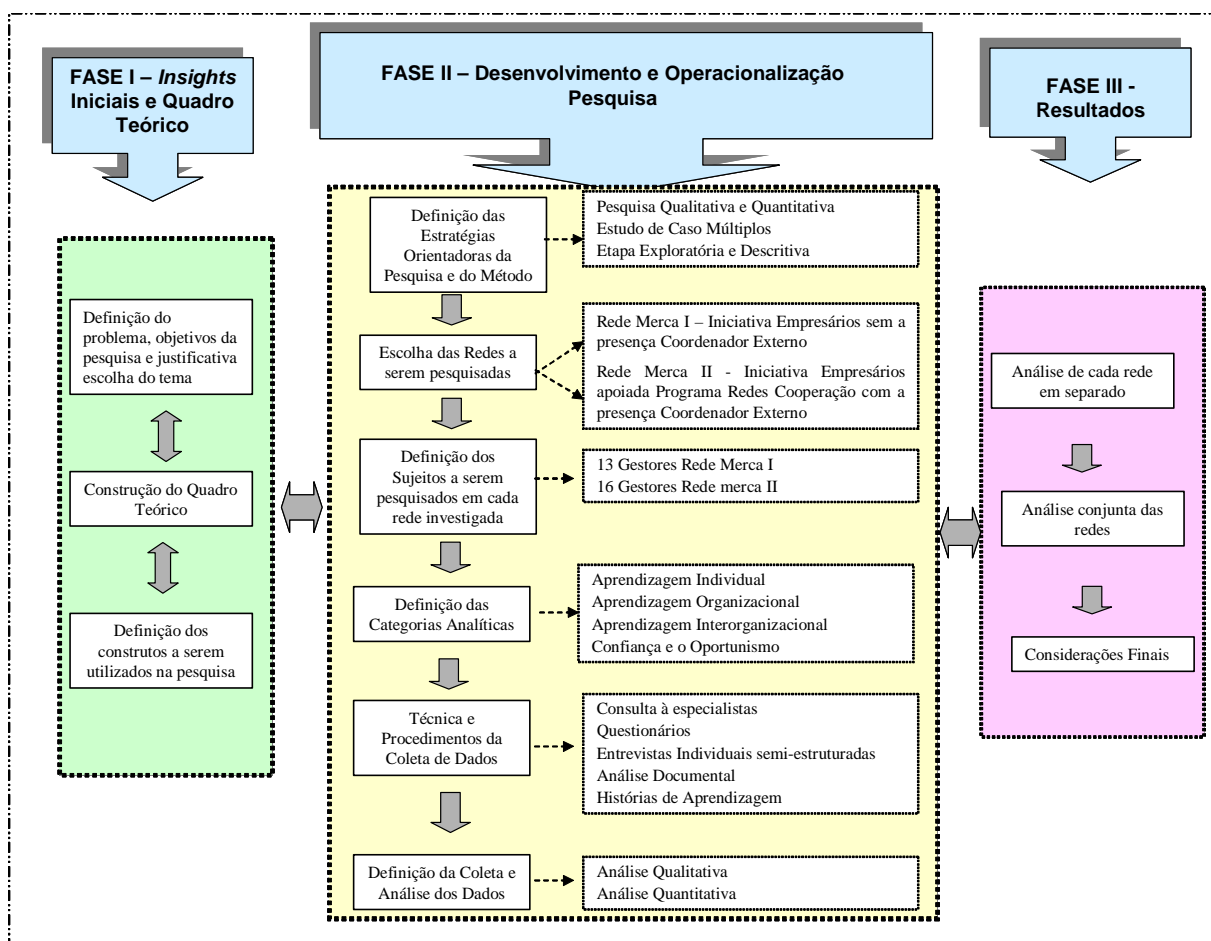 FASE I – Insights
Iniciais e Quadro
Teórico
FASE II – Desenvolvimento e Operacionalização
Pesquisa
FASE III -
Resultados
Definição do
problema, objetivos da
pesquisa e justificativa
escolha do tema
Construção do Quadro
Teórico
Definição dos
construtos a serem
utilizados na pesquisa
Definição das
Estratégias
Orientadoras da
Pesquisa e do Método
Pesquisa Qualitativa e Quantitativa
Estudo de Caso Múltiplos
Etapa Exploratória e Descritiva
Escolha das Redes a
serem pesquisadas
Rede Merca I – Iniciativa Empresários sem a
presença Coordenador Externo
Rede Merca II - Iniciativa Empresários
apoiada Programa Redes Cooperação com a
presença Coordenador Externo
Definição dos
Sujeitos a serem
pesquisados em cada
rede investigada
13 Gestores Rede Merca I
16 Gestores Rede merca II
Definição das
Categorias Analíticas
Aprendizagem Individual
Aprendizagem Organizacional
Aprendizagem Interorganizacional
Confiança e o Oportunismo
Técnica e
Procedimentos da
Coleta de Dados
Consulta à especialistas
Questionários
Entrevistas Individuais semi-estruturadas
Análise Documental
Histórias de Aprendizagem
Definição da Coleta e
Análise dos Dados
Análise Qualitativa
Análise Quantitativa
Análise de cada rede
em separado
Análise conjunta das
redes
Considerações Finais